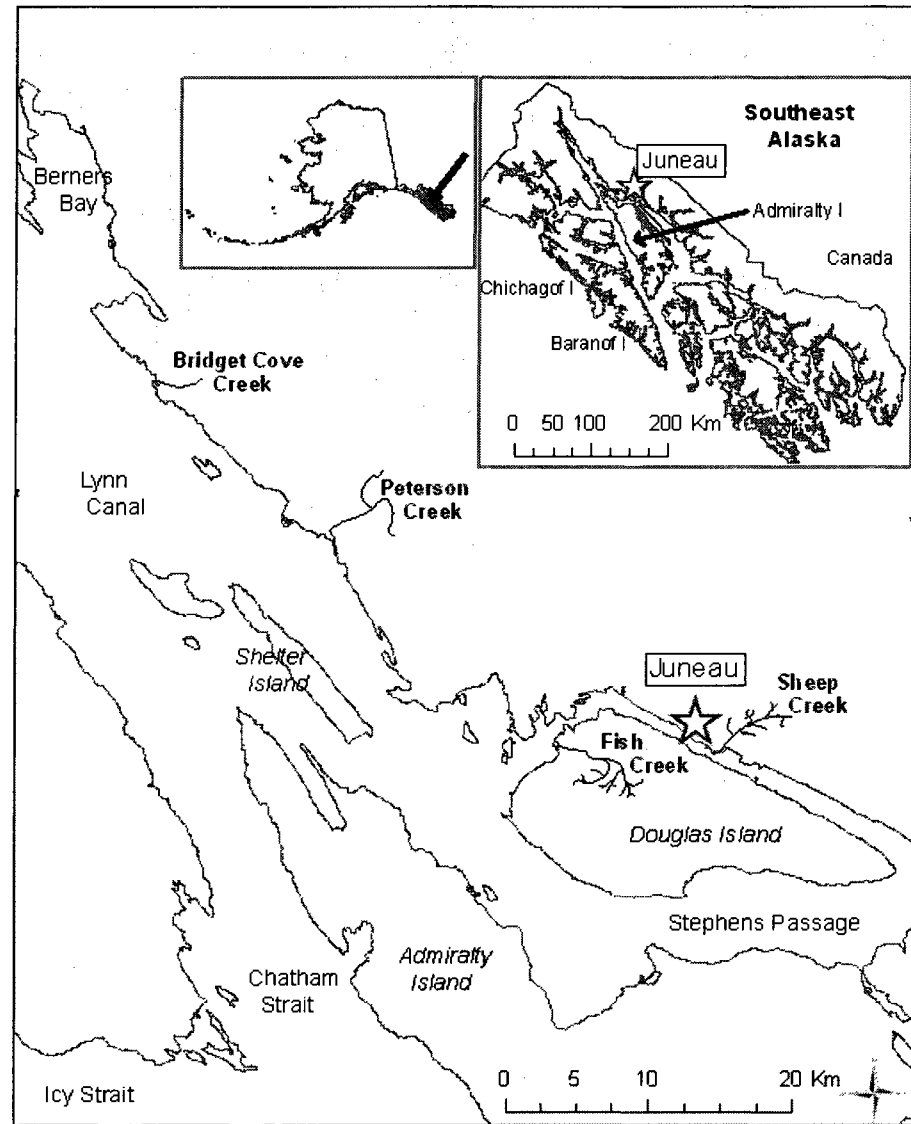 Southeast
Alaska
Juneau
Admiralty I
Canada
Chichagof I
Baranof I
0 50 100 200 Km
Berners
Bay
Bridget Cove
Creek
Lynn
Canal
Peterson
Creek
Shelter
Island
Juneau
Sheep
Creek
Fish
Creek
Douglas Island
Stephens Passage
Admiralty
Island
Chatham
Strait
Icy Strait
0 5 10 20 Km